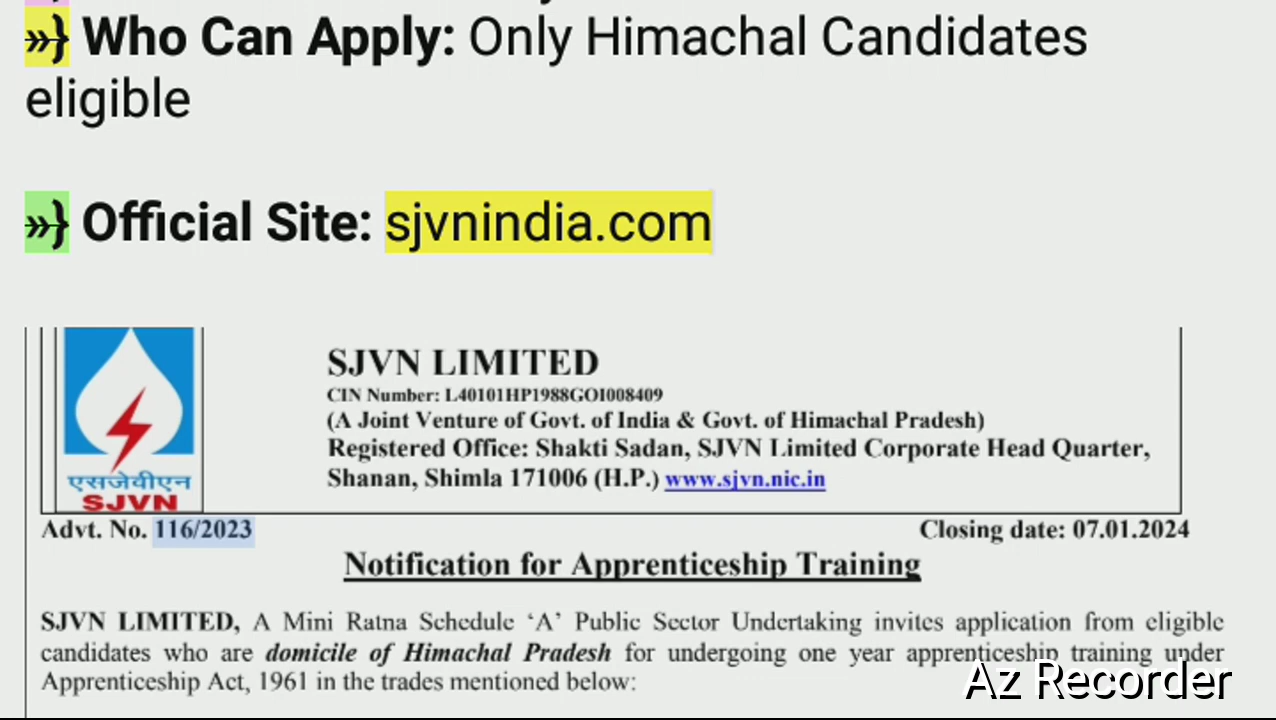 »} Who Can Apply: Only Himachal Candidates
eligible
»} Official Site: sjvnindia.com
SJVN LIMITED
CIN Number: L40101HP1988GOI008409
(A Joint Venture of Govt. of India & Govt. of Himachal Pradesh)
Registered Office: Shakti Sadan, SJVN Limited Corporate Head Quarter,
Shanan, Shimla 171006 (H.P.) www.sjvn.nic.in
एसजेवीएन
SJVN
Advt. No. 116/2023 Closing date: 07.01.2024
Notification for Apprenticeship Training
SJVN LIMITED, A Mini Ratna Schedule ‘A’ Public Sector Undertaking invites application from eligible
candidates who are domicile of Himachal Pradesh for undergoing one year apprenticeship training under
Apprenticeship Act, 1961 in the trades mentioned below:
Az Recorder